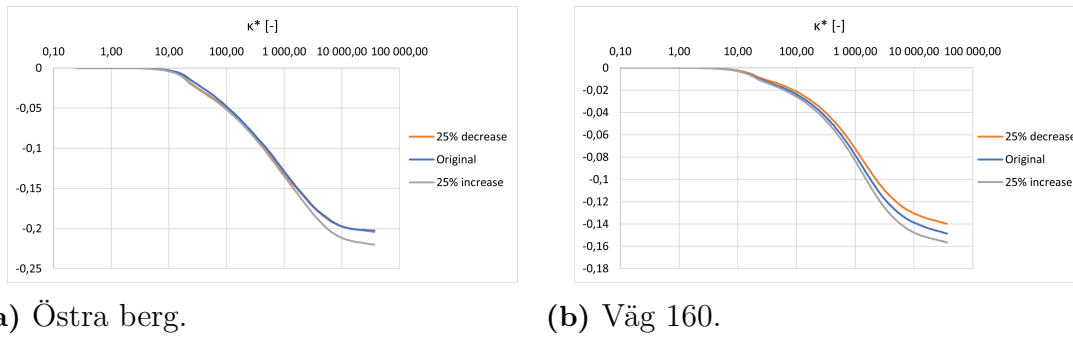 κ* [-]
0,10 1,00 10,00 100,00 1 000,00 10 000,00 100 000,00
0
-0,05
-0,1
-0,15
-0,2
-0,25
25% decrease
Original
25% increase
κ* [-]
0,10 1,00 10,00 100,00 1 000,00 10 000,00 100 000,00
0
-0,02
-0,04
-0,06
-0,08
-0,1
-0,12
-0,14
-0,16
-0,18
25% decrease
Original
25% increase
) Östra berg.
(b) Väg 160.